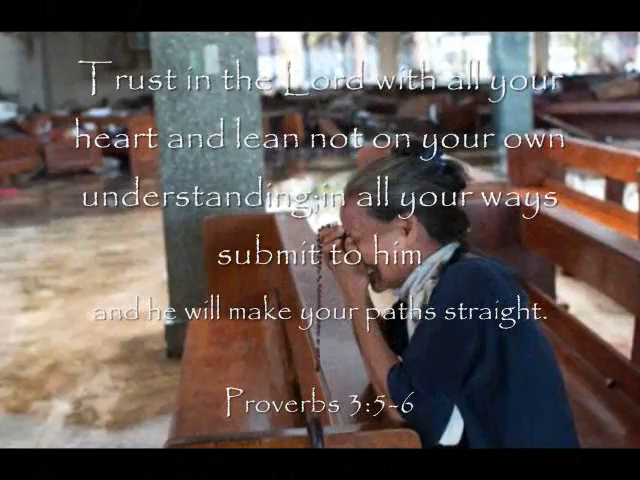 Trust in the Lord with all your
heart and lean not on your own
understanding;in all your ways
submit to him
and he will make your paths straight.
Proverbs 3:5-6